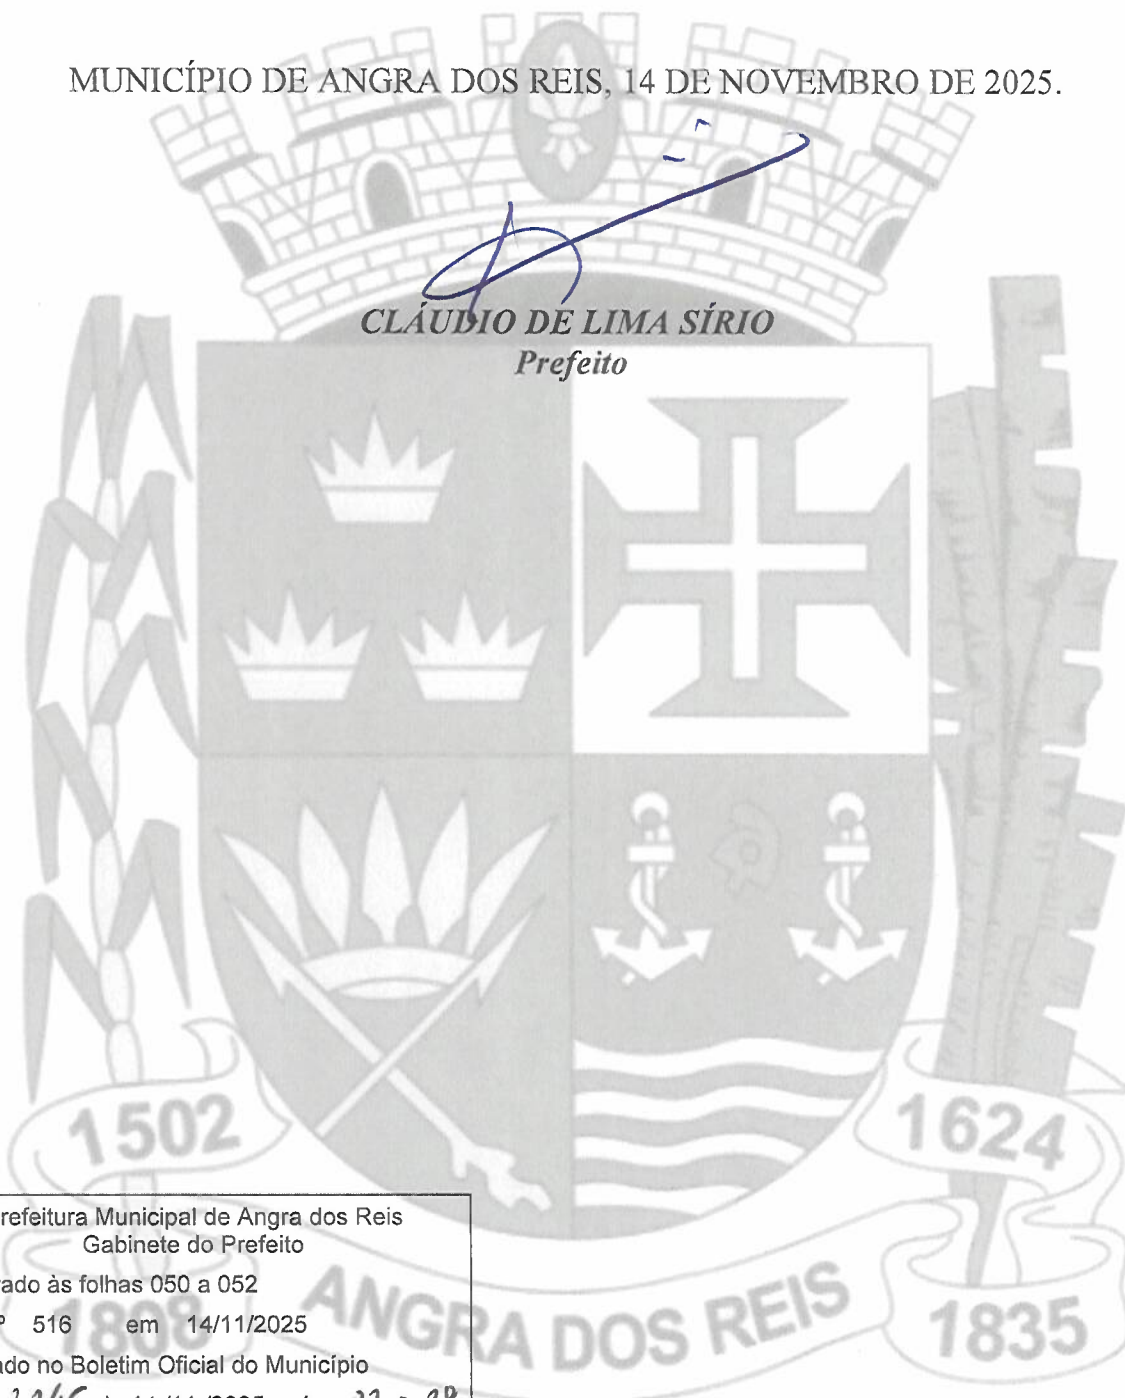 MUNICÍPIO DE ANGRA DOS REIS, 14 DE NOVEMBRO DE 2025.
CLÁUDIO DE LIMA SÍRIO
Prefeito
1502
1624
refeitura Municipal de Angra dos Reis
Gabinete do Prefeito
ado às folhas 050 a 052
º 516 em 14/11/2025
ado no Boletim Oficial do Município
1808
ANGRA DOS REIS
1835